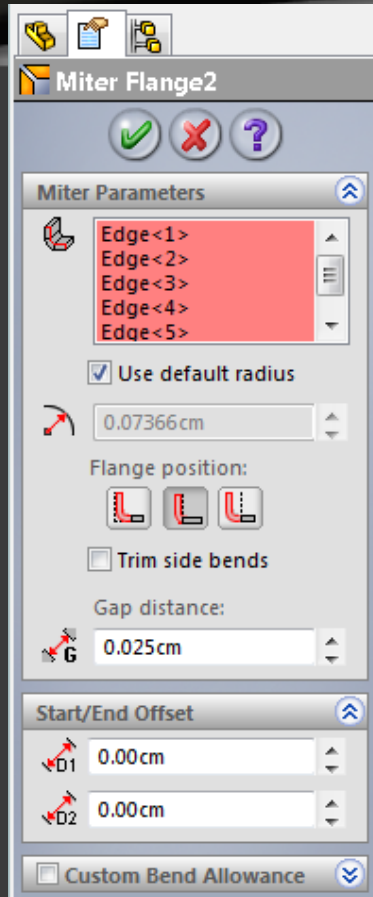 Miter Flange2
?
Miter Parameters
Edge<1>
Edge<2>
Edge<3>
Edge<4>
Edge<5>
Use default radius
0.07366cm
Flange position:
Trim side bends
Gap distance:
G
0.025cm
Start/End Offset
D1
0.00cm
D2
0.00cm
Custom Bend Allowance